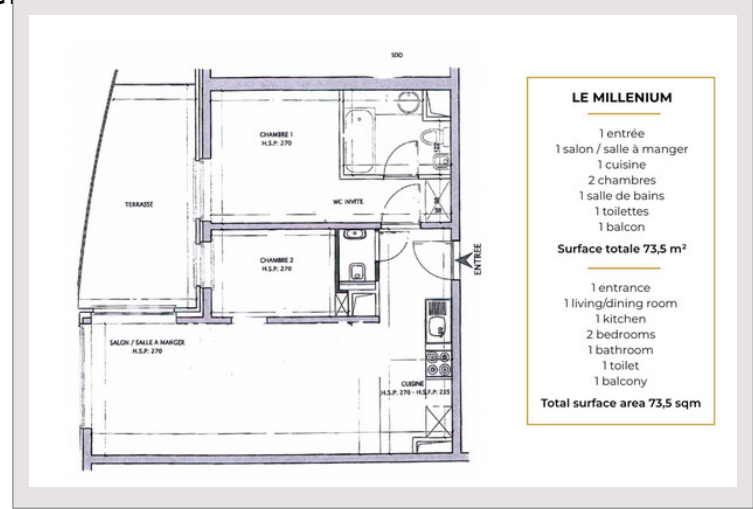 SDO
CHAMBRE 1
H.S.P: 270
TERRASSE
WC INVITE
ENTREE
CHAMBRE 2
H.S.P: 270
SALON / SALLE A MANGER
H.S.P: 270
CUISINE
H.S.P: 270 - H.S.F.P: 235
LE MILLENIUM
1 entrée
1 salon / salle à manger
1 cuisine
2 chambres
1 salle de bains
1 toilettes
1 balcon
Surface totale 73,5 m²
1 entrance
1 living/dining room
1 kitchen
2 bedrooms
1 bathroom
1 toilet
1 balcony
Total surface area 73,5 sqm